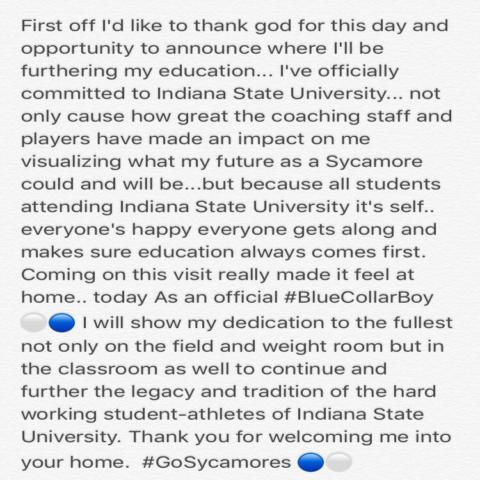 First off I'd like to thank god for this day and
opportunity to announce where I'll be
furthering my education... I've officially
committed to Indiana State University... not
only cause how great the coaching staff and
players have made an impact on me
visualizing what my future as a Sycamore
could and will be...but because all students
attending Indiana State University it's self..
everyone's happy everyone gets along and
makes sure education always comes first.
Coming on this visit really made it feel at
home.. today As an official #BlueCollarBoy
⚪🔵 I will show my dedication to the fullest
not only on the field and weight room but in
the classroom as well to continue and
further the legacy and tradition of the hard
working student-athletes of Indiana State
University. Thank you for welcoming me into
your home.  #GoSycamores 🔵⚪